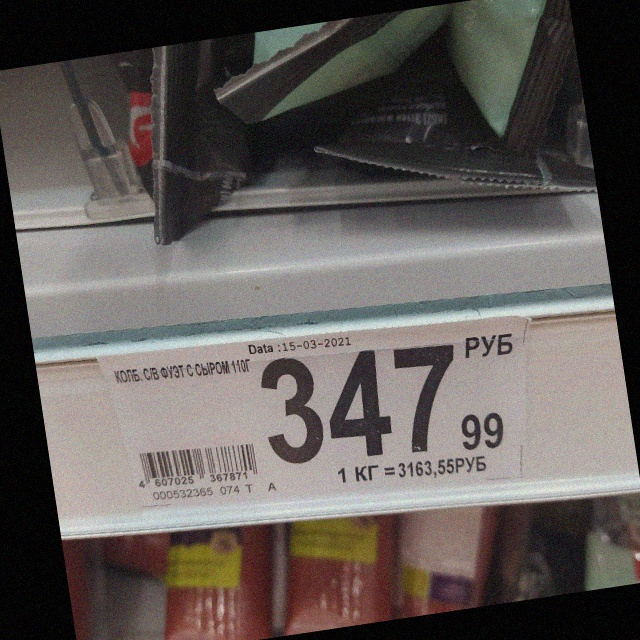 Data :15-03-2021
КОЛБ. С/В ФУЭТ С СЫРОМ 110Г
347 99 РУБ
1 КГ = 3163,55РУБ
4 607025 367871
000532365 074 Т А